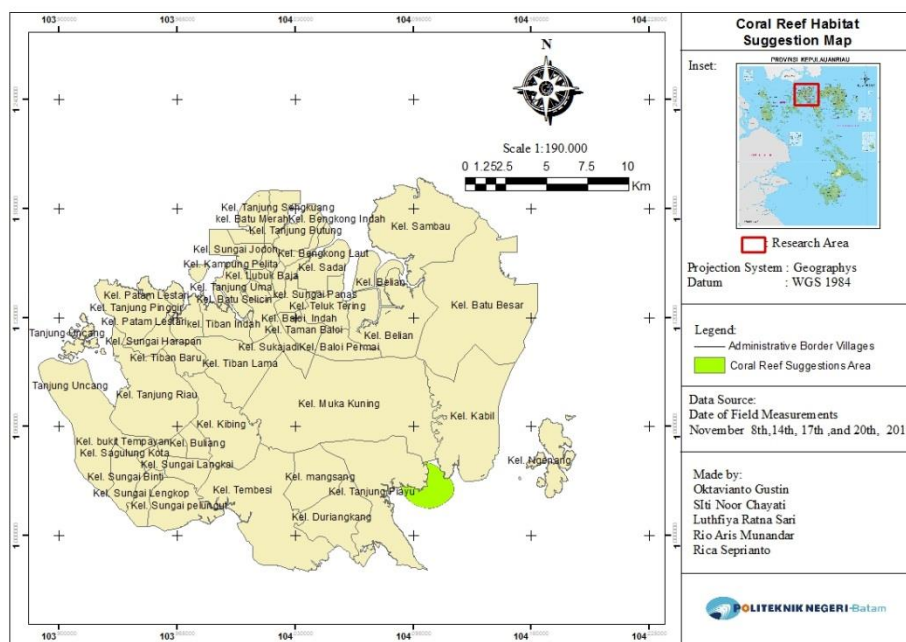 Coral Reef Habitat
Suggestion Map
Inset:
PROVINSI KEPULAUANRIAU
Research Area
Projection System : Geographys
Datum : WGS 1984
Legend:
Administrative Border Villages
Coral Reef Suggestions Area
Data Source:
Date of Field Measurements
November 8th,14th, 17th ,and 20th, 201
Made by:
Oktavianto Gustin
SIti Noor Chayati
Luthfiya Ratna Sari
Rio Aris Munandar
Rica Seprianto
POLITEKNIK NEGERI-Batam
N
Scale 1:190.000
0 1.252.5 5 7.5 10
Km
Kel. Tanjung Sengkuang
kel. Batu Merah
Kel. Bengkong Indah
Kel. Tanjung Butung
Kel. Sambau
Kel. Sungai Jodoh
Kel. Bengkong Laut
Kel. Kampung Pelita
Kel. Sadai
Kel. Lubuk Baja
Kel. Belian
Kel. Tanjung Uma
Kel. Patam Lestari
Kel. Batu Selicin
Kel. Sungai Panas
Kel. Batu Besar
Kel. Tanjung Pinggir
Kel. Teluk Tering
Kel. Patam Lestari
Kel. Tiban Indah
Kel. Baloi Indah
Tanjung Uncang
Kel. Taman Baloi
Kel. Belian
Kel. Sungai Harapan
Kel. Sukajadi
Kel. Baloi Permai
Kel. Tiban Baru
Kel. Tiban Lama
Tanjung Uncang
Kel. Tanjung Riau
Kel. Muka Kuning
Kel. Kabil
Kel. Kibing
Kel. bukit Tempayan
Kel. Buliang
Kel. Sagulung Kota
Kel. Ngenang
Kel. Sungai Langkai
Kel. Sungai Binti
Kel. mangsang
Kel. Sungai Lengkop
Kel. Tembesi
Kel. Tanjung Piayu
Kel. Sungai pelungut
Kel. Duriangkang